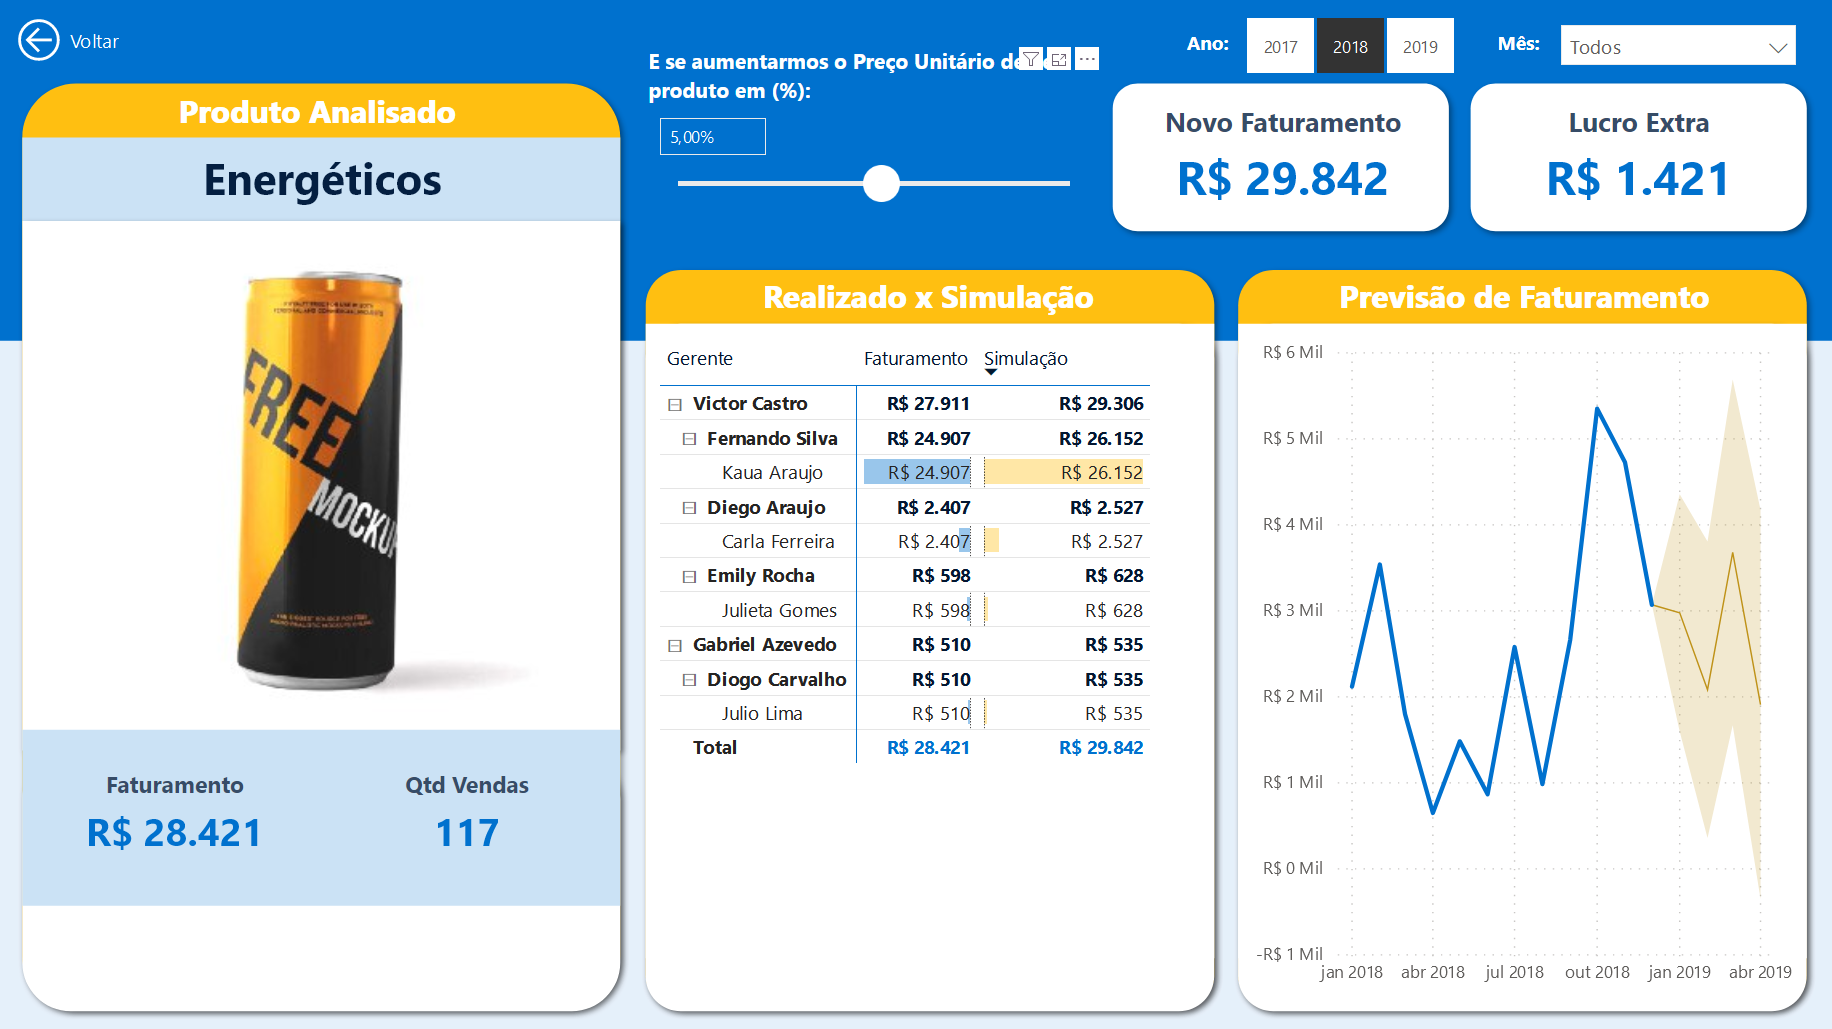 Voltar
Produto Analisado
Energéticos
FREE
MOCKUP
Faturamento
R$ 28.421
Qtd Vendas
117
E se aumentarmos o Preço Unitário
produto em (%):
5,00%
Ano:
2017
2018
2019
Mês:
Todos
Novo Faturamento
R$ 29.842
Lucro Extra
R$ 1.421
Realizado x Simulação
Gerente Faturamento Simulação
Victor Castro R$ 27.911 R$ 29.306
Fernando Silva R$ 24.907 R$ 26.152
Kaua Araujo R$ 24.907 R$ 26.152
Diego Araujo R$ 2.407 R$ 2.527
Carla Ferreira R$ 2.407 R$ 2.527
Emily Rocha R$ 598 R$ 628
Julieta Gomes R$ 598 R$ 628
Gabriel Azevedo R$ 510 R$ 535
Diogo Carvalho R$ 510 R$ 535
Julio Lima R$ 510 R$ 535
Total R$ 28.421 R$ 29.842
Previsão de Faturamento
R$ 6 Mil
R$ 5 Mil
R$ 4 Mil
R$ 3 Mil
R$ 2 Mil
R$ 1 Mil
R$ 0 Mil
-R$ 1 Mil
jan 2018 abr 2018 jul 2018 out 2018 jan 2019 abr 2019